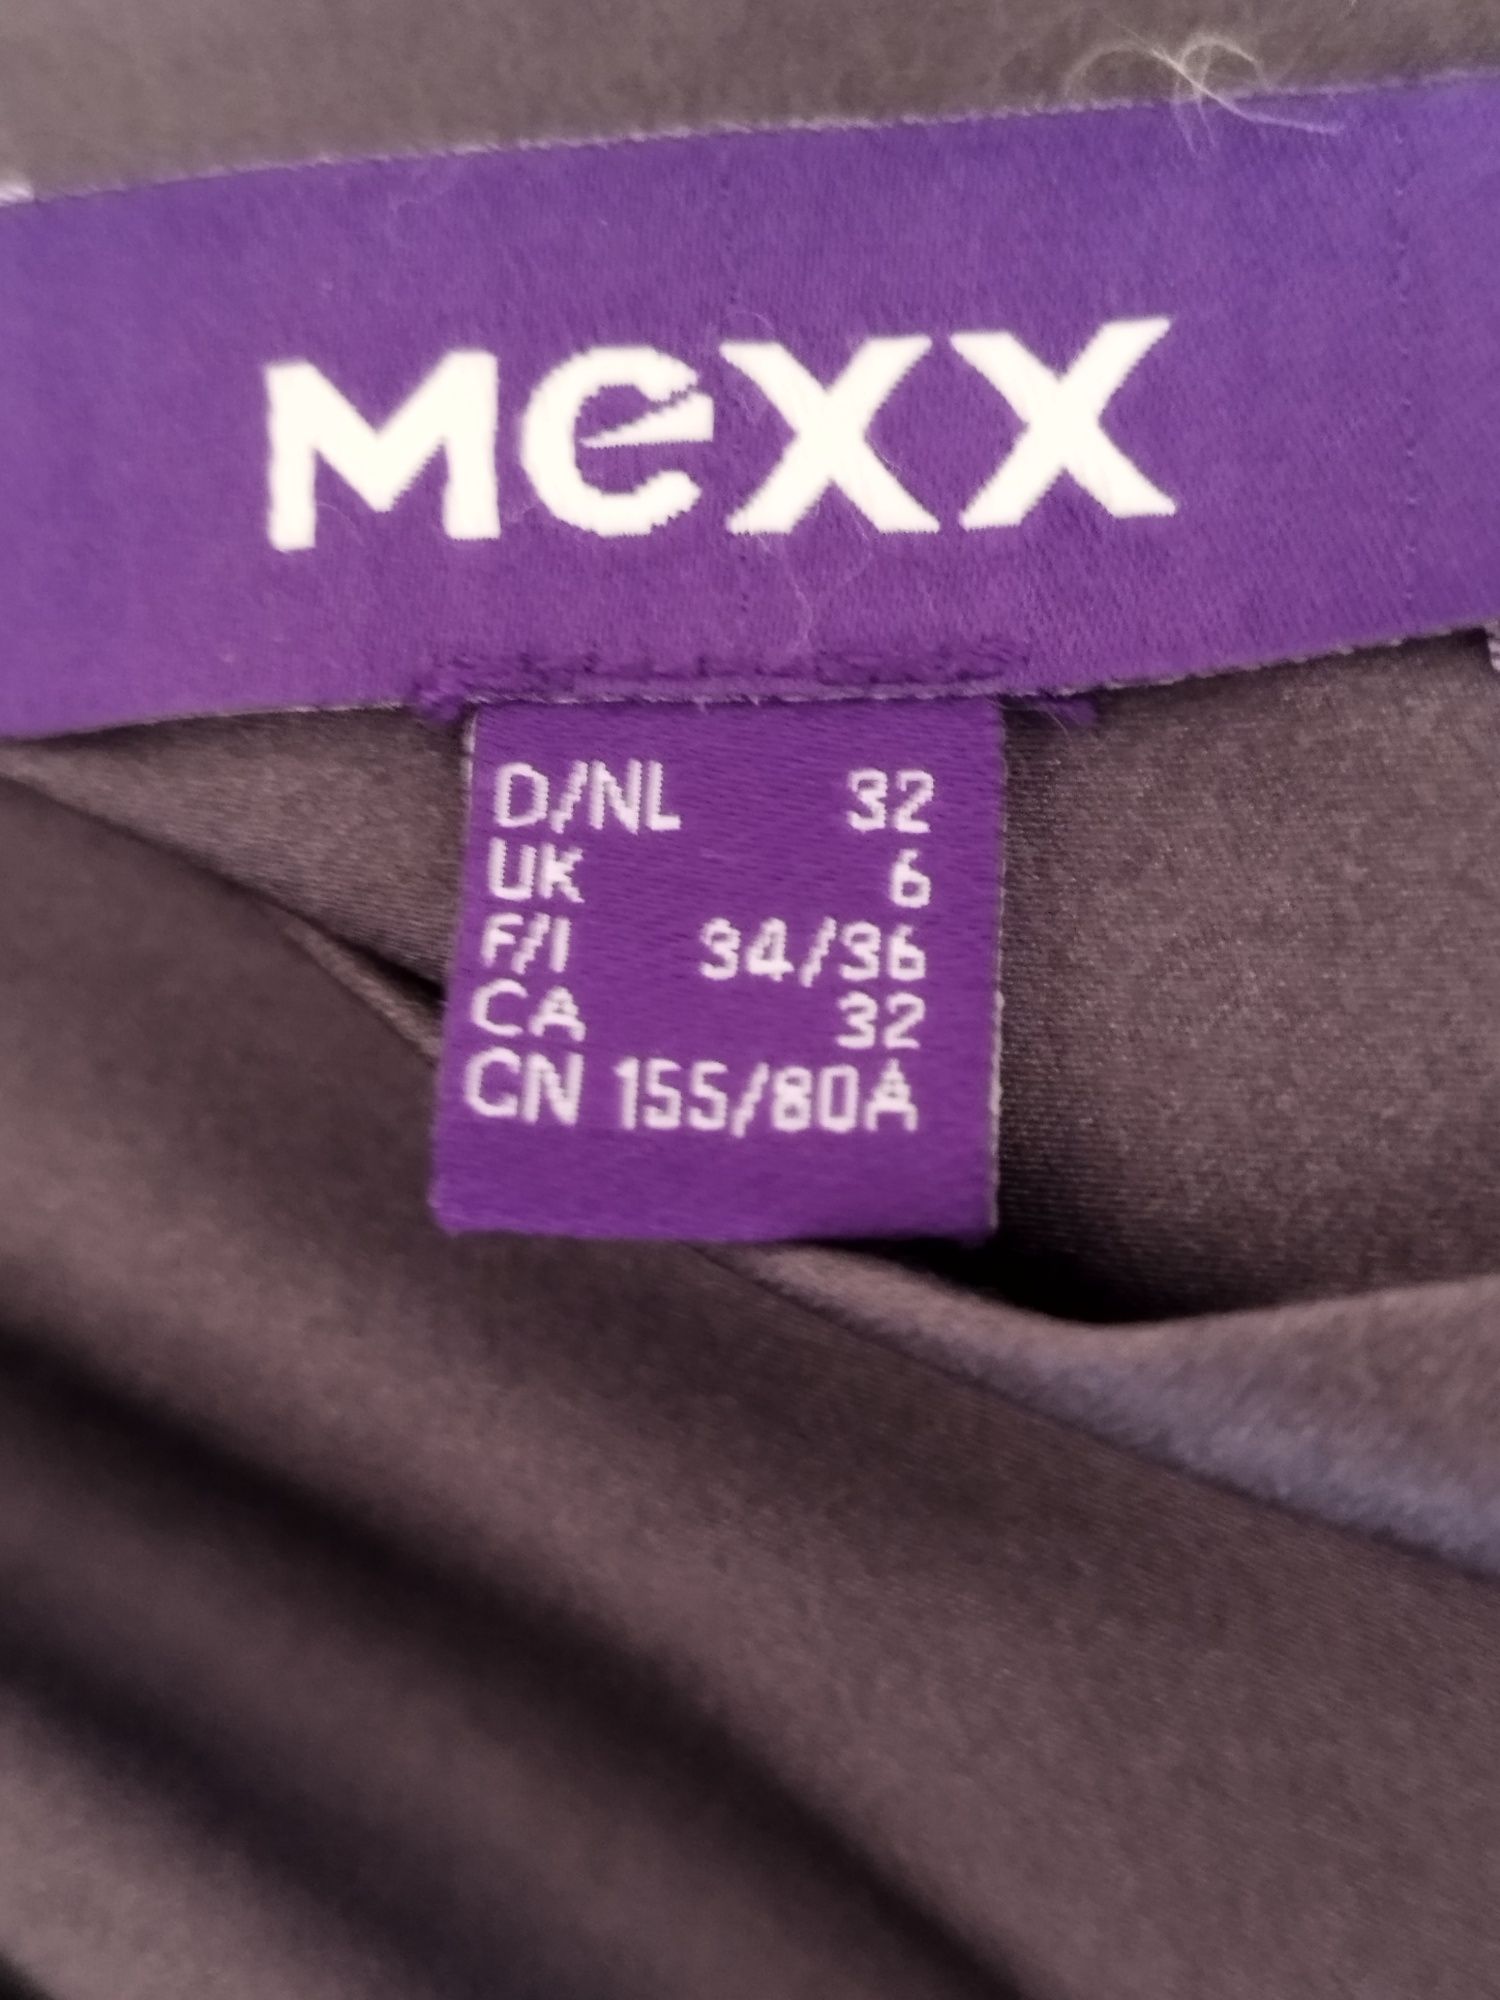 MeXX
D/NL 32
UK 6
F/I 34/36
CA 32
CN 155/80A